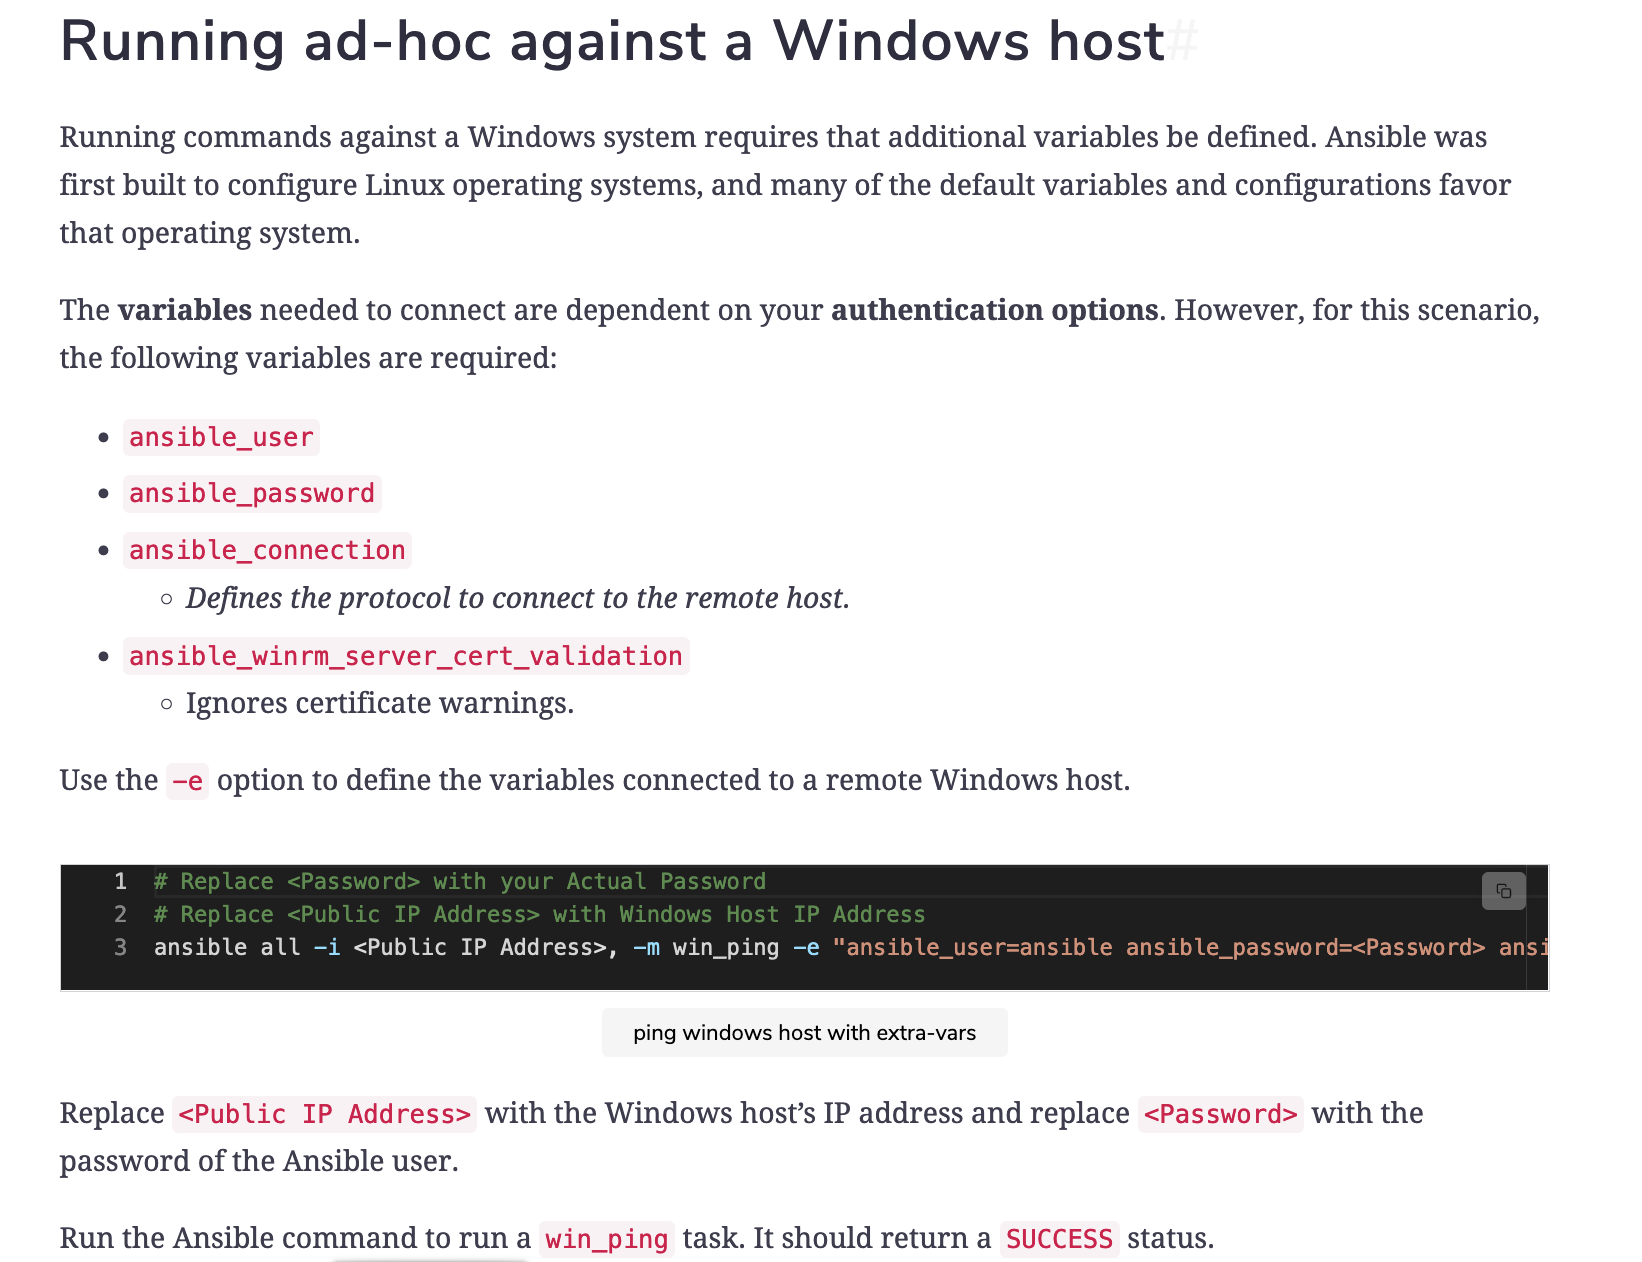 Running ad-hoc against a Windows host#
Running commands against a Windows system requires that additional variables be defined. Ansible was
first built to configure Linux operating systems, and many of the default variables and configurations favor
that operating system.
The variables needed to connect are dependent on your authentication options. However, for this scenario,
the following variables are required:
• ansible_user
• ansible_password
• ansible_connection
◦ Defines the protocol to connect to the remote host.
• ansible_winrm_server_cert_validation
◦ Ignores certificate warnings.
Use the -e option to define the variables connected to a remote Windows host.
1 # Replace <Password> with your Actual Password
2 # Replace <Public IP Address> with Windows Host IP Address
3 ansible all -i <Public IP Address>, -m win_ping -e "ansible_user=ansible ansible_password=<Password> ansi
ping windows host with extra-vars
Replace <Public IP Address> with the Windows host’s IP address and replace <Password> with the
password of the Ansible user.
Run the Ansible command to run a win_ping task. It should return a SUCCESS status.